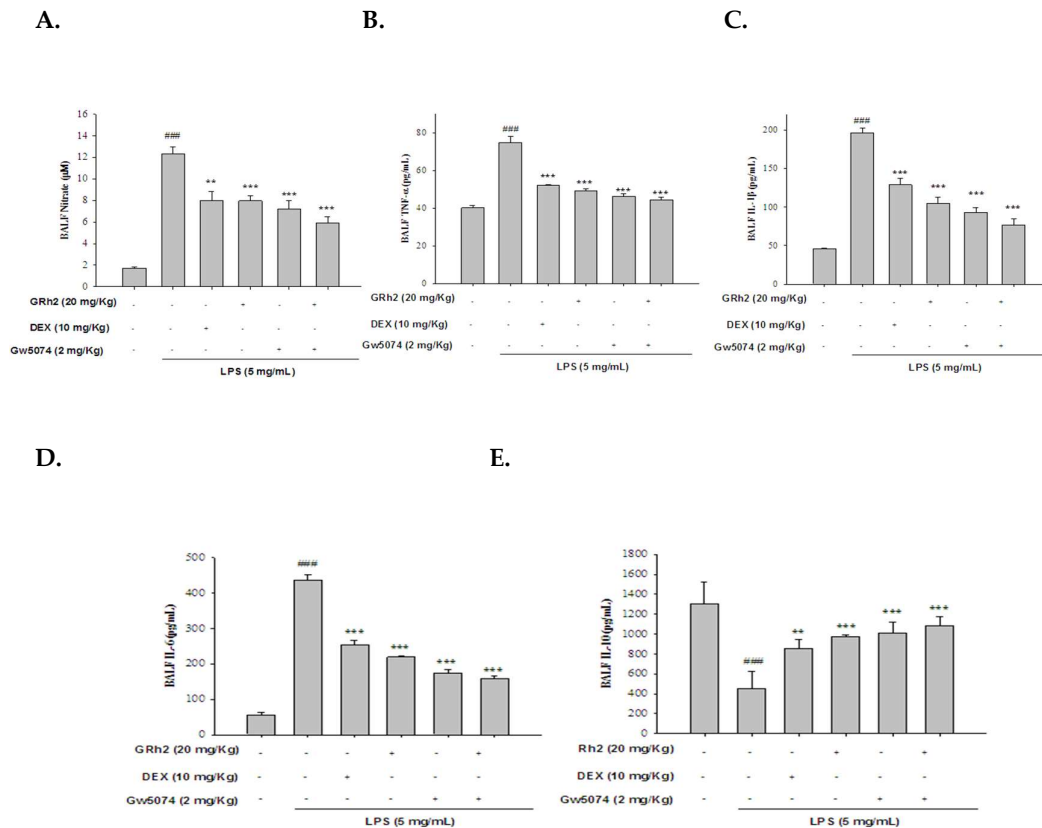 A.
B.
C.
BALF Nitrate (µM)
16
14
12
10
8
6
4
2
0
###
**
***
***
***
GRh2 (20 mg/Kg) - - - + - +
DEX (10 mg/Kg) - - + - - -
Gw5074 (2 mg/Kg) - - - - + +
LPS (5 mg/mL)
BALF TNF-α (pg/mL)
80
60
40
20
0
###
***
***
***
***
GRh2 (20 mg/Kg) - - - + - +
DEX (10 mg/Kg) - - + - - -
Gw5074 (2 mg/Kg) - - - - + +
LPS (5 mg/mL)
BALF IL-1β (pg/mL)
200
150
100
50
0
###
***
***
***
***
GRh2 (20 mg/Kg) - - - + - +
DEX (10 mg/Kg) - - + - - -
Gw5074 (2 mg/Kg) - - - - + +
LPS (5 mg/mL)
D.
E.
BALF IL-6 (pg/mL)
500
400
300
200
100
0
###
***
***
***
***
GRh2 (20 mg/Kg) - - - + - +
DEX (10 mg/Kg) - - + - - -
Gw5074 (2 mg/Kg) - - - - + +
LPS (5 mg/mL)
BALF IL-10 (pg/mL)
1800
1600
1400
1200
1000
800
600
400
200
0
###
**
***
***
***
Rh2 (20 mg/Kg) - - - + - +
DEX (10 mg/Kg) - - + - - -
Gw5074 (2 mg/Kg) - - - - + +
LPS (5 mg/mL)